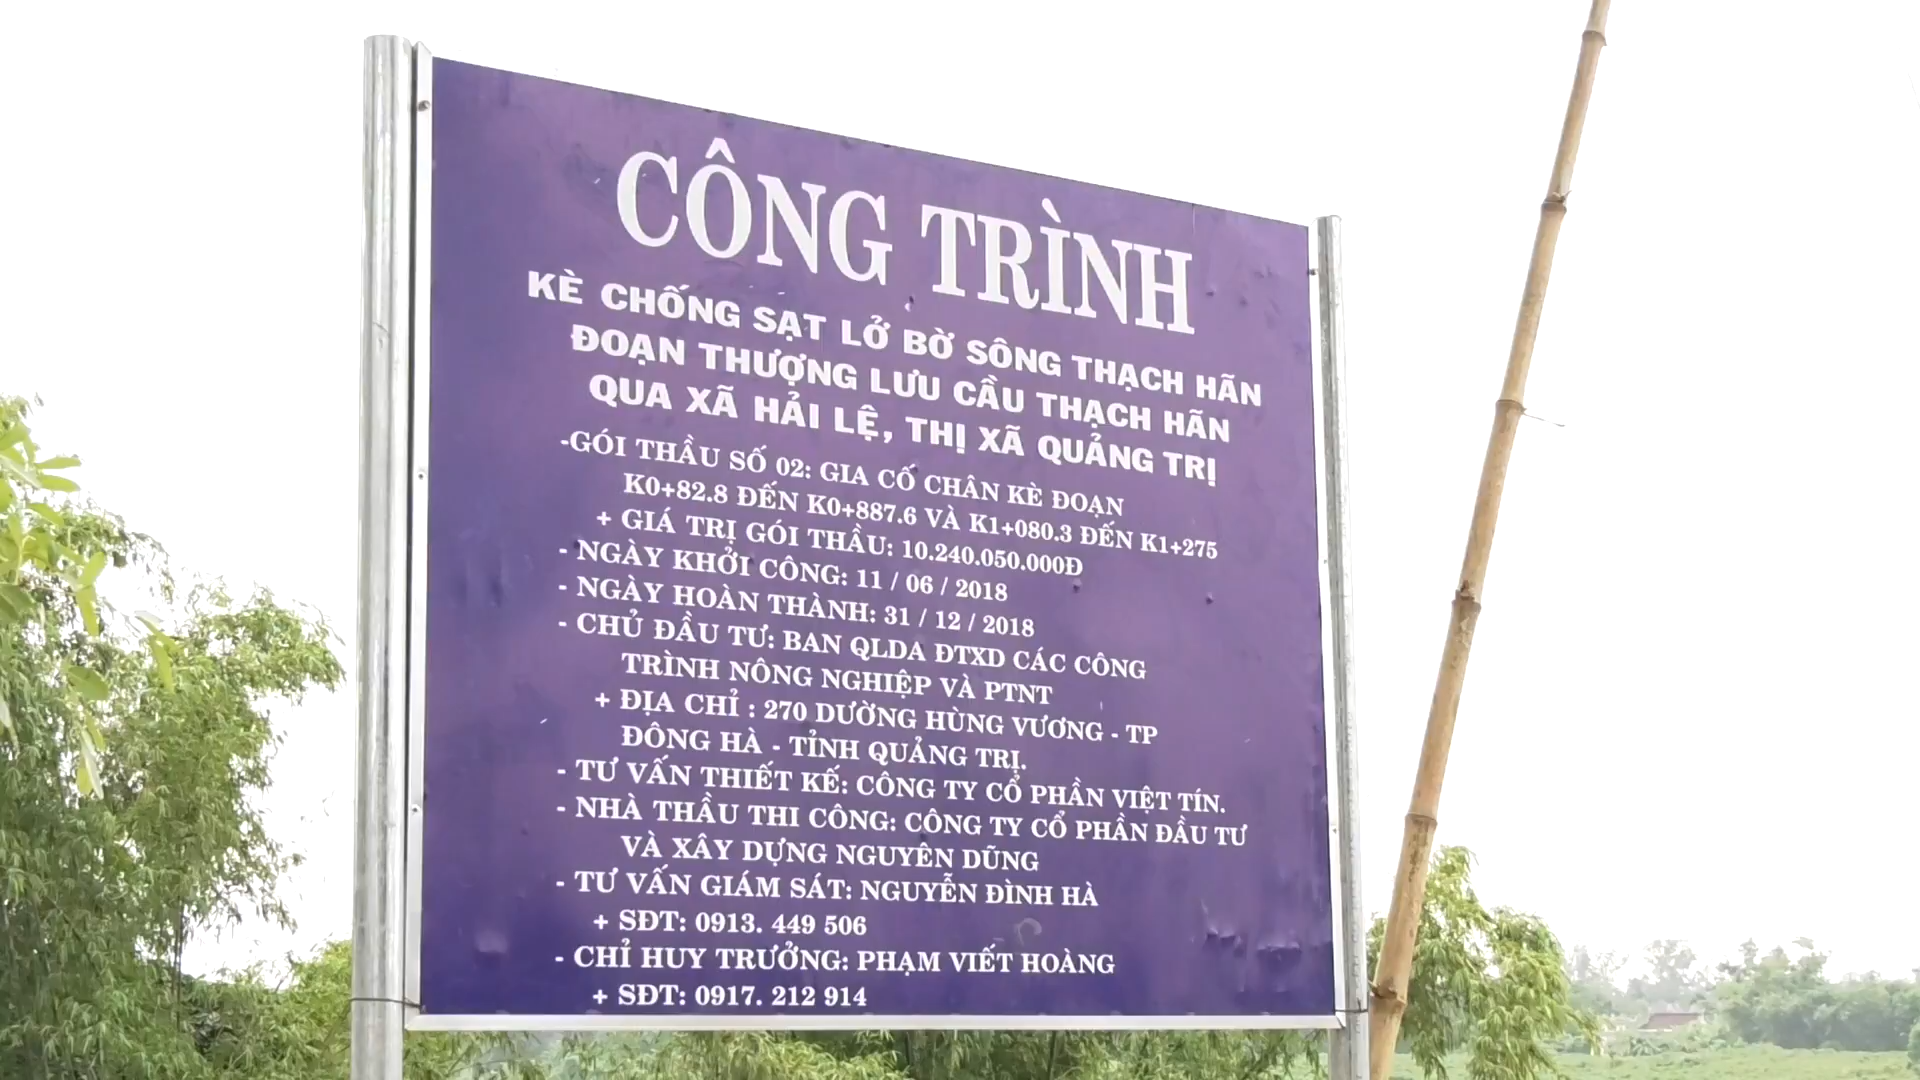 CÔNG TRÌNH
KÈ CHỐNG SẠT LỞ BỜ SÔNG THẠCH HÃN
ĐOẠN THƯỢNG LƯU CẦU THẠCH HÃN
QUA XÃ HẢI LỆ, THỊ XÃ QUẢNG TRỊ
-GÓI THẦU SỐ 02: GIA CỐ CHÂN KÈ ĐOẠN
K0+82.8 ĐẾN K0+887.6 VÀ K1+080.3 ĐẾN K1+275
+ GIÁ TRỊ GÓI THẦU: 10.240.050.000Đ
- NGÀY KHỞI CÔNG: 11 / 06 / 2018
- NGÀY HOÀN THÀNH: 31 / 12 / 2018
- CHỦ ĐẦU TƯ: BAN QLDA ĐTXD CÁC CÔNG
TRÌNH NÔNG NGHIỆP VÀ PTNT
+ ĐỊA CHỈ : 270 DƯỜNG HÙNG VƯƠNG - TP
ĐÔNG HÀ - TỈNH QUẢNG TRỊ.
- TƯ VẤN THIẾT KẾ: CÔNG TY CỔ PHẦN VIỆT TÍN.
- NHÀ THẦU THI CÔNG: CÔNG TY CỔ PHẦN ĐẦU TƯ
VÀ XÂY DỰNG NGUYÊN DŨNG
- TƯ VẤN GIÁM SÁT: NGUYỄN ĐÌNH HÀ
+ SĐT: 0913. 449 506
- CHỈ HUY TRƯỞNG: PHẠM VIẾT HOÀNG
+ SĐT: 0917. 212 914